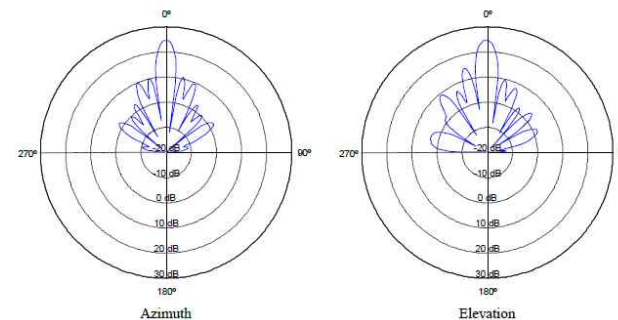 0º 0º
270º 90º 270º
-20 dB -20 dB
-10 dB -10 dB
0 dB 0 dB
10 dB 10 dB
20 dB 20 dB
30 dB 30 dB
180º 180º
Azimuth Elevation